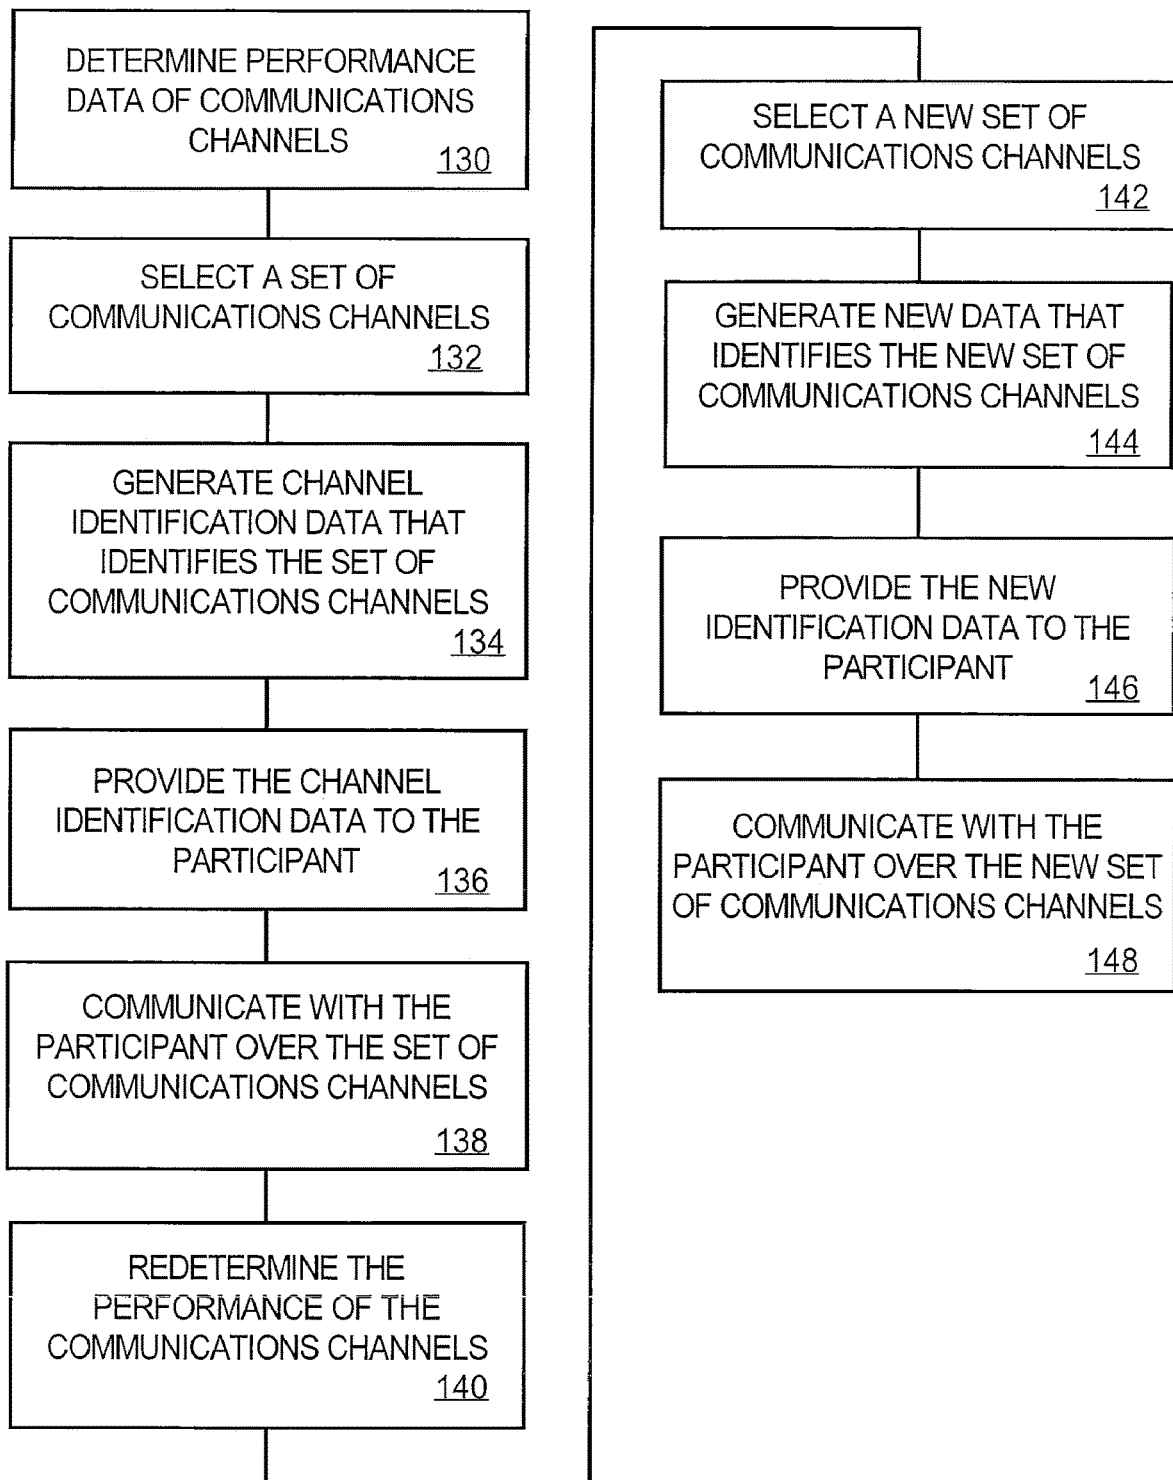 DETERMINE PERFORMANCE
DATA OF COMMUNICATIONS
CHANNELS
130
SELECT A SET OF
COMMUNICATIONS CHANNELS
132
GENERATE CHANNEL
IDENTIFICATION DATA THAT
IDENTIFIES THE SET OF
COMMUNICATIONS CHANNELS
134
PROVIDE THE CHANNEL
IDENTIFICATION DATA TO THE
PARTICIPANT
136
COMMUNICATE WITH THE
PARTICIPANT OVER THE SET OF
COMMUNICATIONS CHANNELS
138
REDETERMINE THE
PERFORMANCE OF THE
COMMUNICATIONS CHANNELS
140
SELECT A NEW SET OF
COMMUNICATIONS CHANNELS
142
GENERATE NEW DATA THAT
IDENTIFIES THE NEW SET OF
COMMUNICATIONS CHANNELS
144
PROVIDE THE NEW
IDENTIFICATION DATA TO THE
PARTICIPANT
146
COMMUNICATE WITH THE
PARTICIPANT OVER THE NEW SET
OF COMMUNICATIONS CHANNELS
148